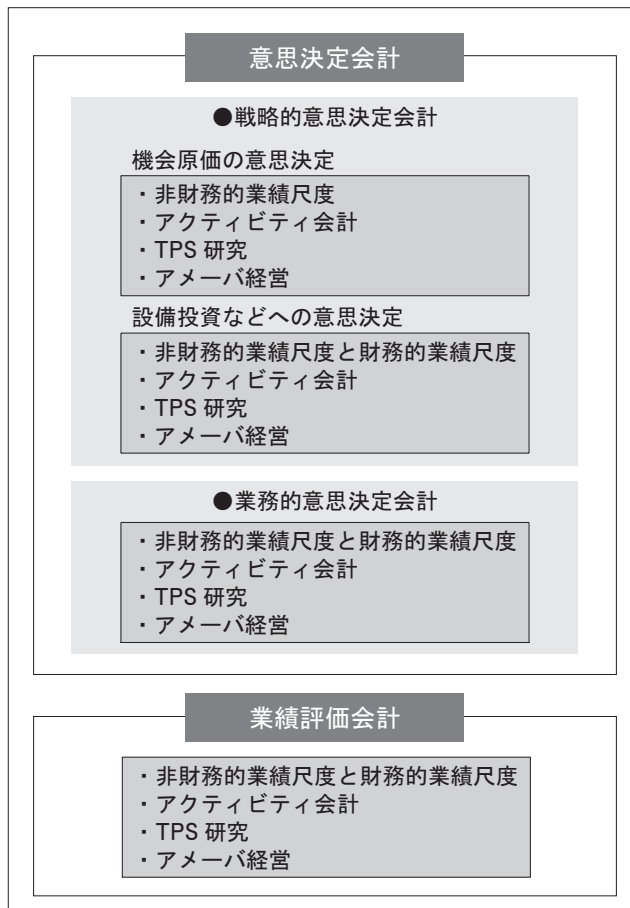 意思決定会計
●戦略的意思決定会計
機会原価の意思決定
・非財務的業績尺度
・アクティビティ会計
・TPS 研究
・アメーバ経営
設備投資などへの意思決定
・非財務的業績尺度と財務的業績尺度
・アクティビティ会計
・TPS 研究
・アメーバ経営
●業務的意思決定会計
・非財務的業績尺度と財務的業績尺度
・アクティビティ会計
・TPS 研究
・アメーバ経営
業績評価会計
・非財務的業績尺度と財務的業績尺度
・アクティビティ会計
・TPS 研究
・アメーバ経営